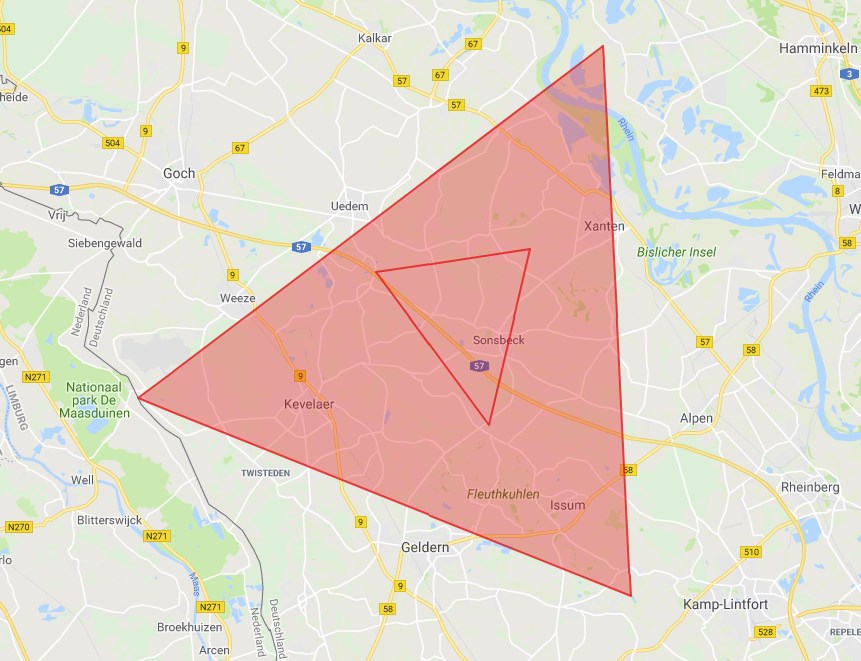 Kalkar
67
Hamminkeln
504
9
3
67
57
473
heide
57
9
504
67
Goch
Rhein
Feldma
57
8
Vrij
Uedem
W
Siebengewald
57
Xanten
58
Bislicher Insel
9
Weeze
Rhein
Nederland
Deutschland
Sonsbeck
57
58
gen
57
N271
9
Nationaal
park De
Maasduinen
LIMBURG
Kevelaer
Alpen
TWISTEDEN
58
Well
Fleuthkuhlen
Rheinberg
Issum
Blitterswijck
9
N270
N271
Geldern
510
rlo
Maas
9
58
N271
Kamp-Lintfort
Broekhuizen
Deutschland
Nederland
528
REPELE
Arcen